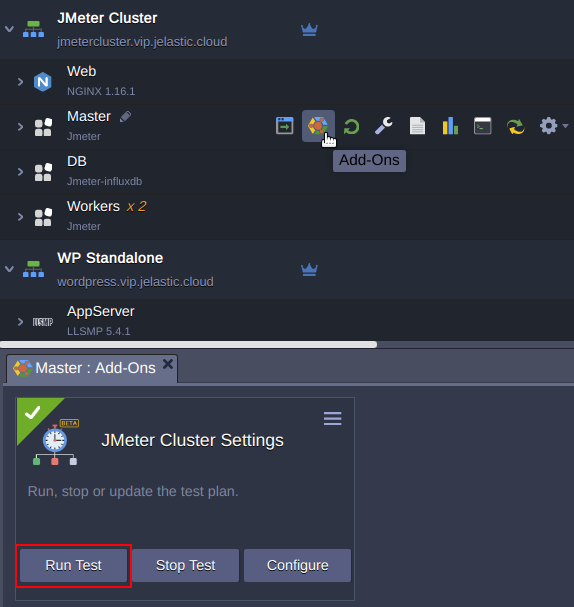 JMeter Cluster
jmetercluster.vip.jelastic.cloud
Web
NGINX 1.16.1
Master
Jmeter
Add-Ons
DB
Jmeter-influxdb
Workers x 2
Jmeter
WP Standalone
wordpress.vip.jelastic.cloud
AppServer
LLSMP
LLSMP 5.4.1
Master : Add-Ons
BETA
JMeter Cluster Settings
Run, stop or update the test plan.
Run Test
Stop Test
Configure